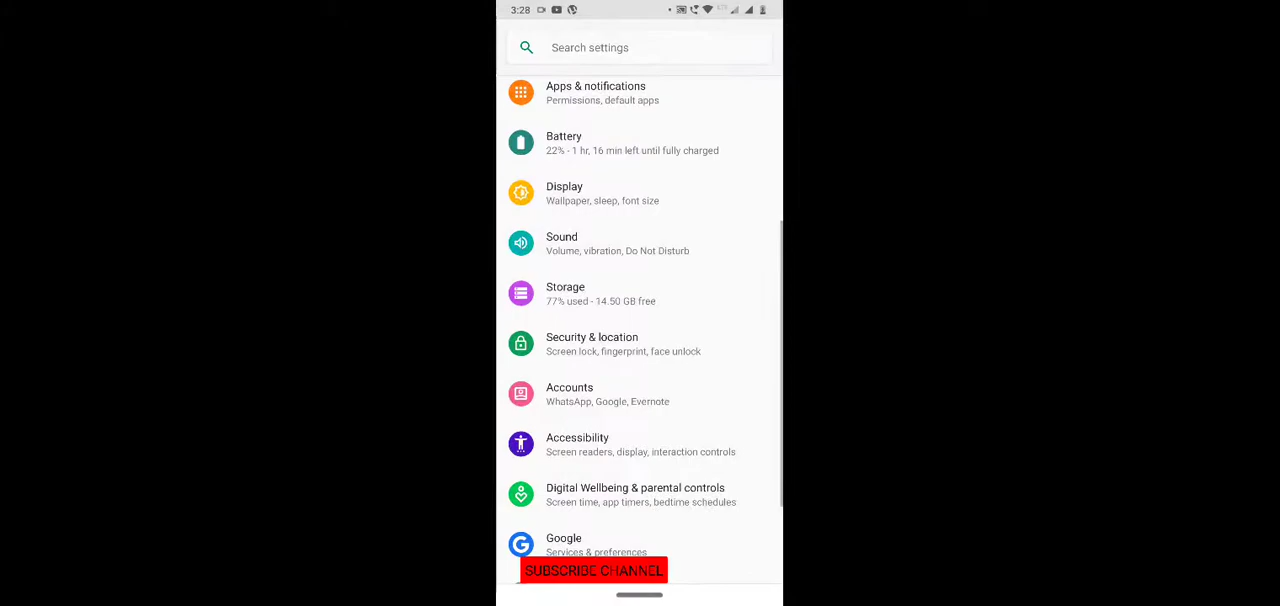 3:28
Search settings
Apps & notifications
Permissions, default apps
Battery
22% - 1 hr, 16 min left until fully charged
Display
Wallpaper, sleep, font size
Sound
Volume, vibration, Do Not Disturb
Storage
77% used - 14.50 GB free
Security & location
Screen lock, fingerprint, face unlock
Accounts
WhatsApp, Google, Evernote
Accessibility
Screen readers, display, interaction controls
Digital Wellbeing & parental controls
Screen time, app timers, bedtime schedules
Google
Services & preferences
SUBSCRIBE CHANNEL